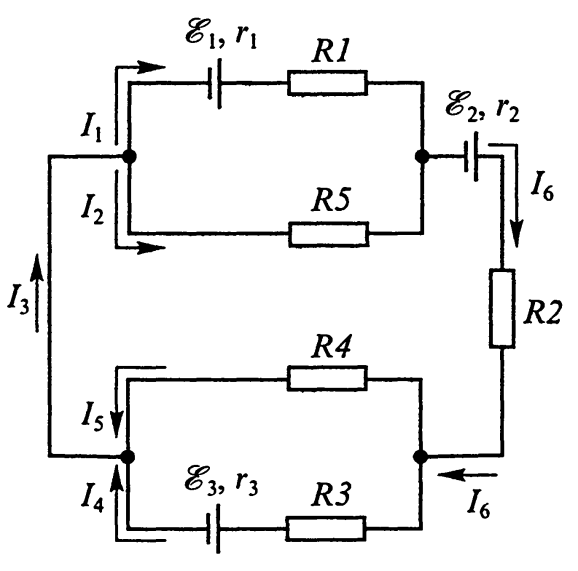 ℰ₁, r₁
R1
ℰ₂, r₂
I₁
I₆
I₂
R5
I₃
R2
R4
I₅
ℰ₃, r₃
R3
I₄
I₆